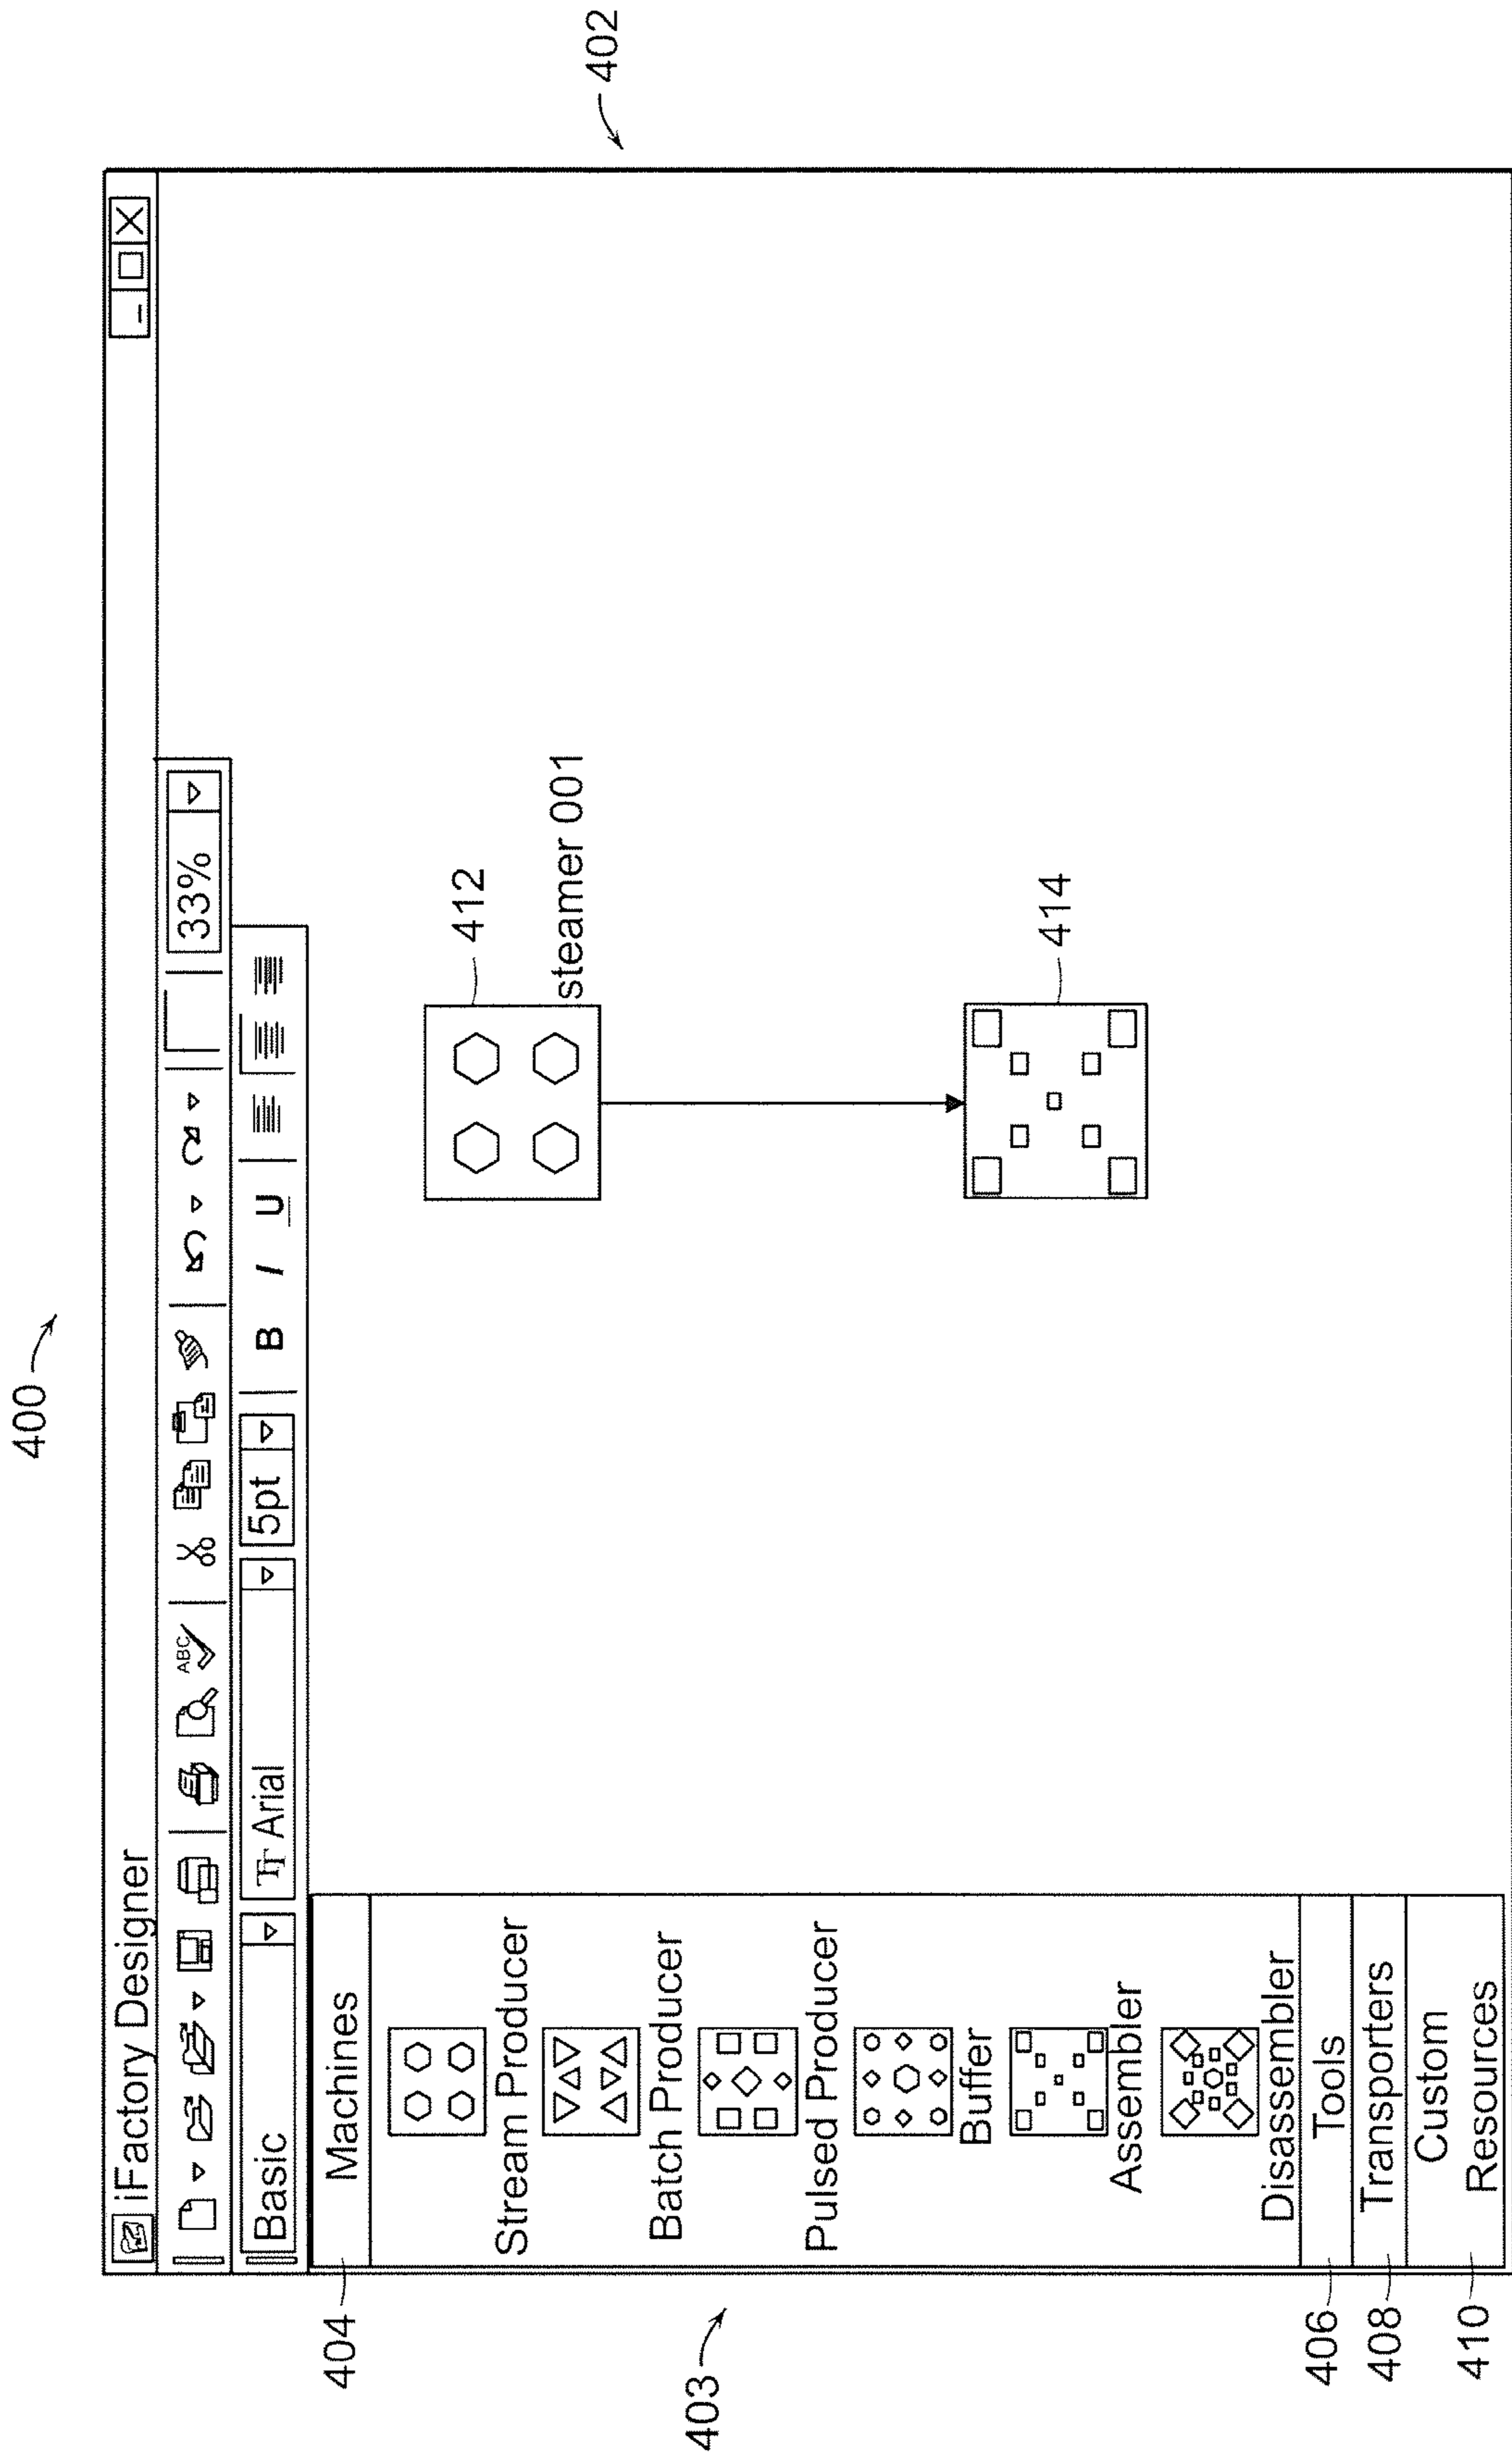 400
402
iFactory Designer
ABC
33%
Basic
Arial
5pt
B I U
404
Machines
Stream Producer
Batch Producer
Pulsed Producer
403
Buffer
Assembler
Disassembler
406
Tools
408
Transporters
410
Custom
Resources
412
steamer 001
414